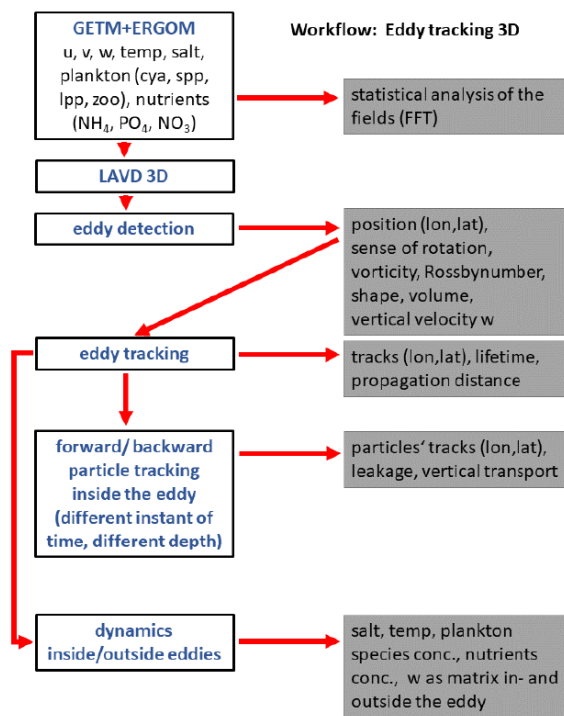 GETM+ERGOM
u, v, w, temp, salt,
plankton (cya, spp,
lpp, zoo), nutrients
(NH₄, PO₄, NO₃)
Workflow: Eddy tracking 3D
statistical analysis of the
fields (FFT)
LAVD 3D
eddy detection
position (lon,lat),
sense of rotation,
vorticity, Rossbynumber,
shape, volume,
vertical velocity w
eddy tracking
tracks (lon,lat), lifetime,
propagation distance
forward/ backward
particle tracking
inside the eddy
(different instant of
time, different depth)
particles‘ tracks (lon,lat),
leakage, vertical transport
dynamics
inside/outside eddies
salt, temp, plankton
species conc., nutrients
conc., w as matrix in- and
outside the eddy